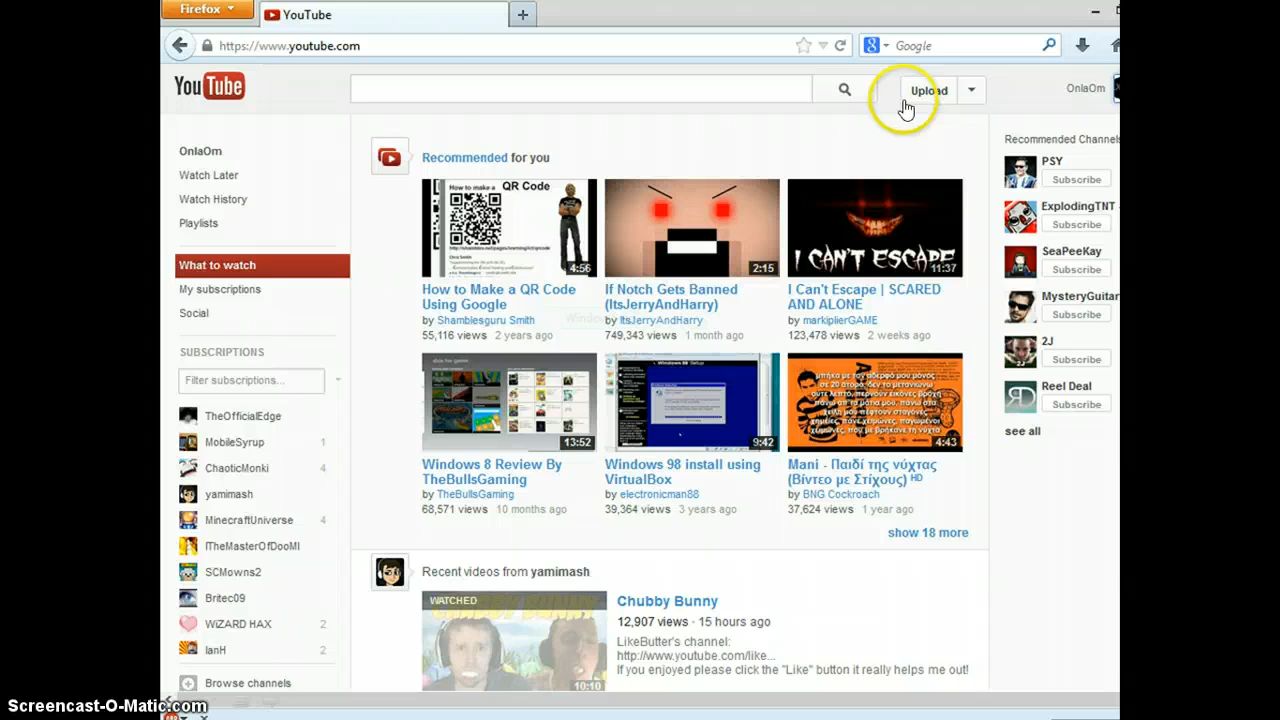 Firefox
YouTube
https://www.youtube.com
Google
YouTube
Upload
OnlaOm
OnlaOm
Watch Later
Watch History
Playlists
What to watch
My subscriptions
Social
SUBSCRIPTIONS
Filter subscriptions...
TheOfficialEdge
MobileSyrup 1
ChaoticMonki 4
yamimash
MinecraftUniverse 4
ITheMasterOfDooMI
SCMowns2
Britec09
WiZARD HAX 2
IanH 2
Browse channels
Recommended for you
How to make a QR Code
4:56
2:15
I CAN'T ESCAPE
11:37
How to Make a QR Code
Using Google
by Shamblesguru Smith
55,116 views 2 years ago
If Notch Gets Banned
(ItsJerryAndHarry)
by ItsJerryAndHarry
749,343 views 1 month ago
I Can't Escape | SCARED
AND ALONE
by markiplierGAME
123,478 views 2 weeks ago
13:52
Windows 98 Setup
9:42
4:43
Windows 8 Review By
TheBullsGaming
by TheBullsGaming
68,571 views 10 months ago
Windows 98 install using
VirtualBox
by electronicman88
39,364 views 3 years ago
Mani - Παιδί της νύχτας
(Βίντεο με Στίχους) HD
by BNG Cockroach
37,624 views 1 year ago
show 18 more
Recent videos from yamimash
WATCHED
10:10
Chubby Bunny
12,907 views · 15 hours ago
LikeButter's channel:
http://www.youtube.com/like...
If you enjoyed please click the "Like" button it really helps me out!
Recommended Channels
PSY
Subscribe
ExplodingTNT
Subscribe
SeaPeeKay
Subscribe
MysteryGuitar
Subscribe
2J
Subscribe
Reel Deal
Subscribe
see all
Screencast-O-Matic.com